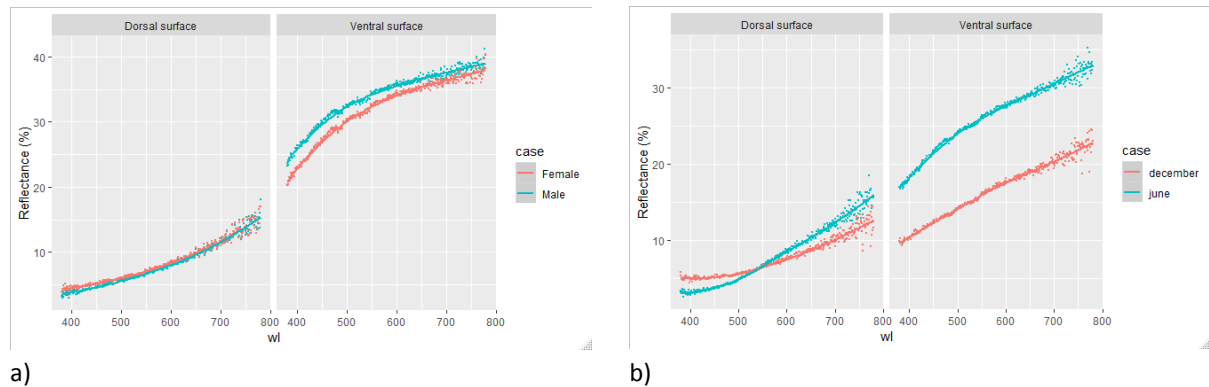 Dorsal surface
Ventral surface
40
30
20
10
Reflectance (%)
400
500
600
700
800
400
500
600
700
800
wl
case
Female
Male
a)
Dorsal surface
Ventral surface
30
20
10
Reflectance (%)
400
500
600
700
800
400
500
600
700
800
wl
case
december
june
b)